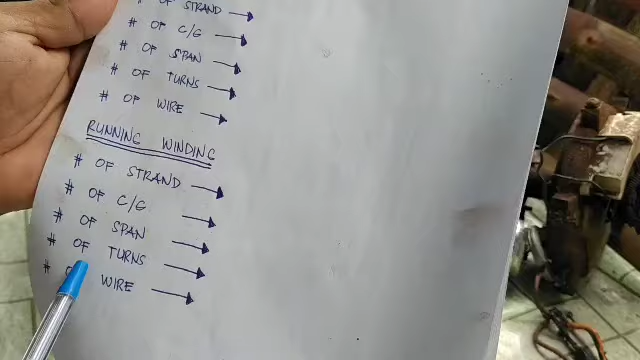 # OF STRAND →
# OF C/G →
# OF SPAN →
# OF TURNS →
# OF WIRE →
RUNNING WINDING
# OF STRAND →
# OF C/G →
# OF SPAN →
# OF TURNS →
# OF WIRE →